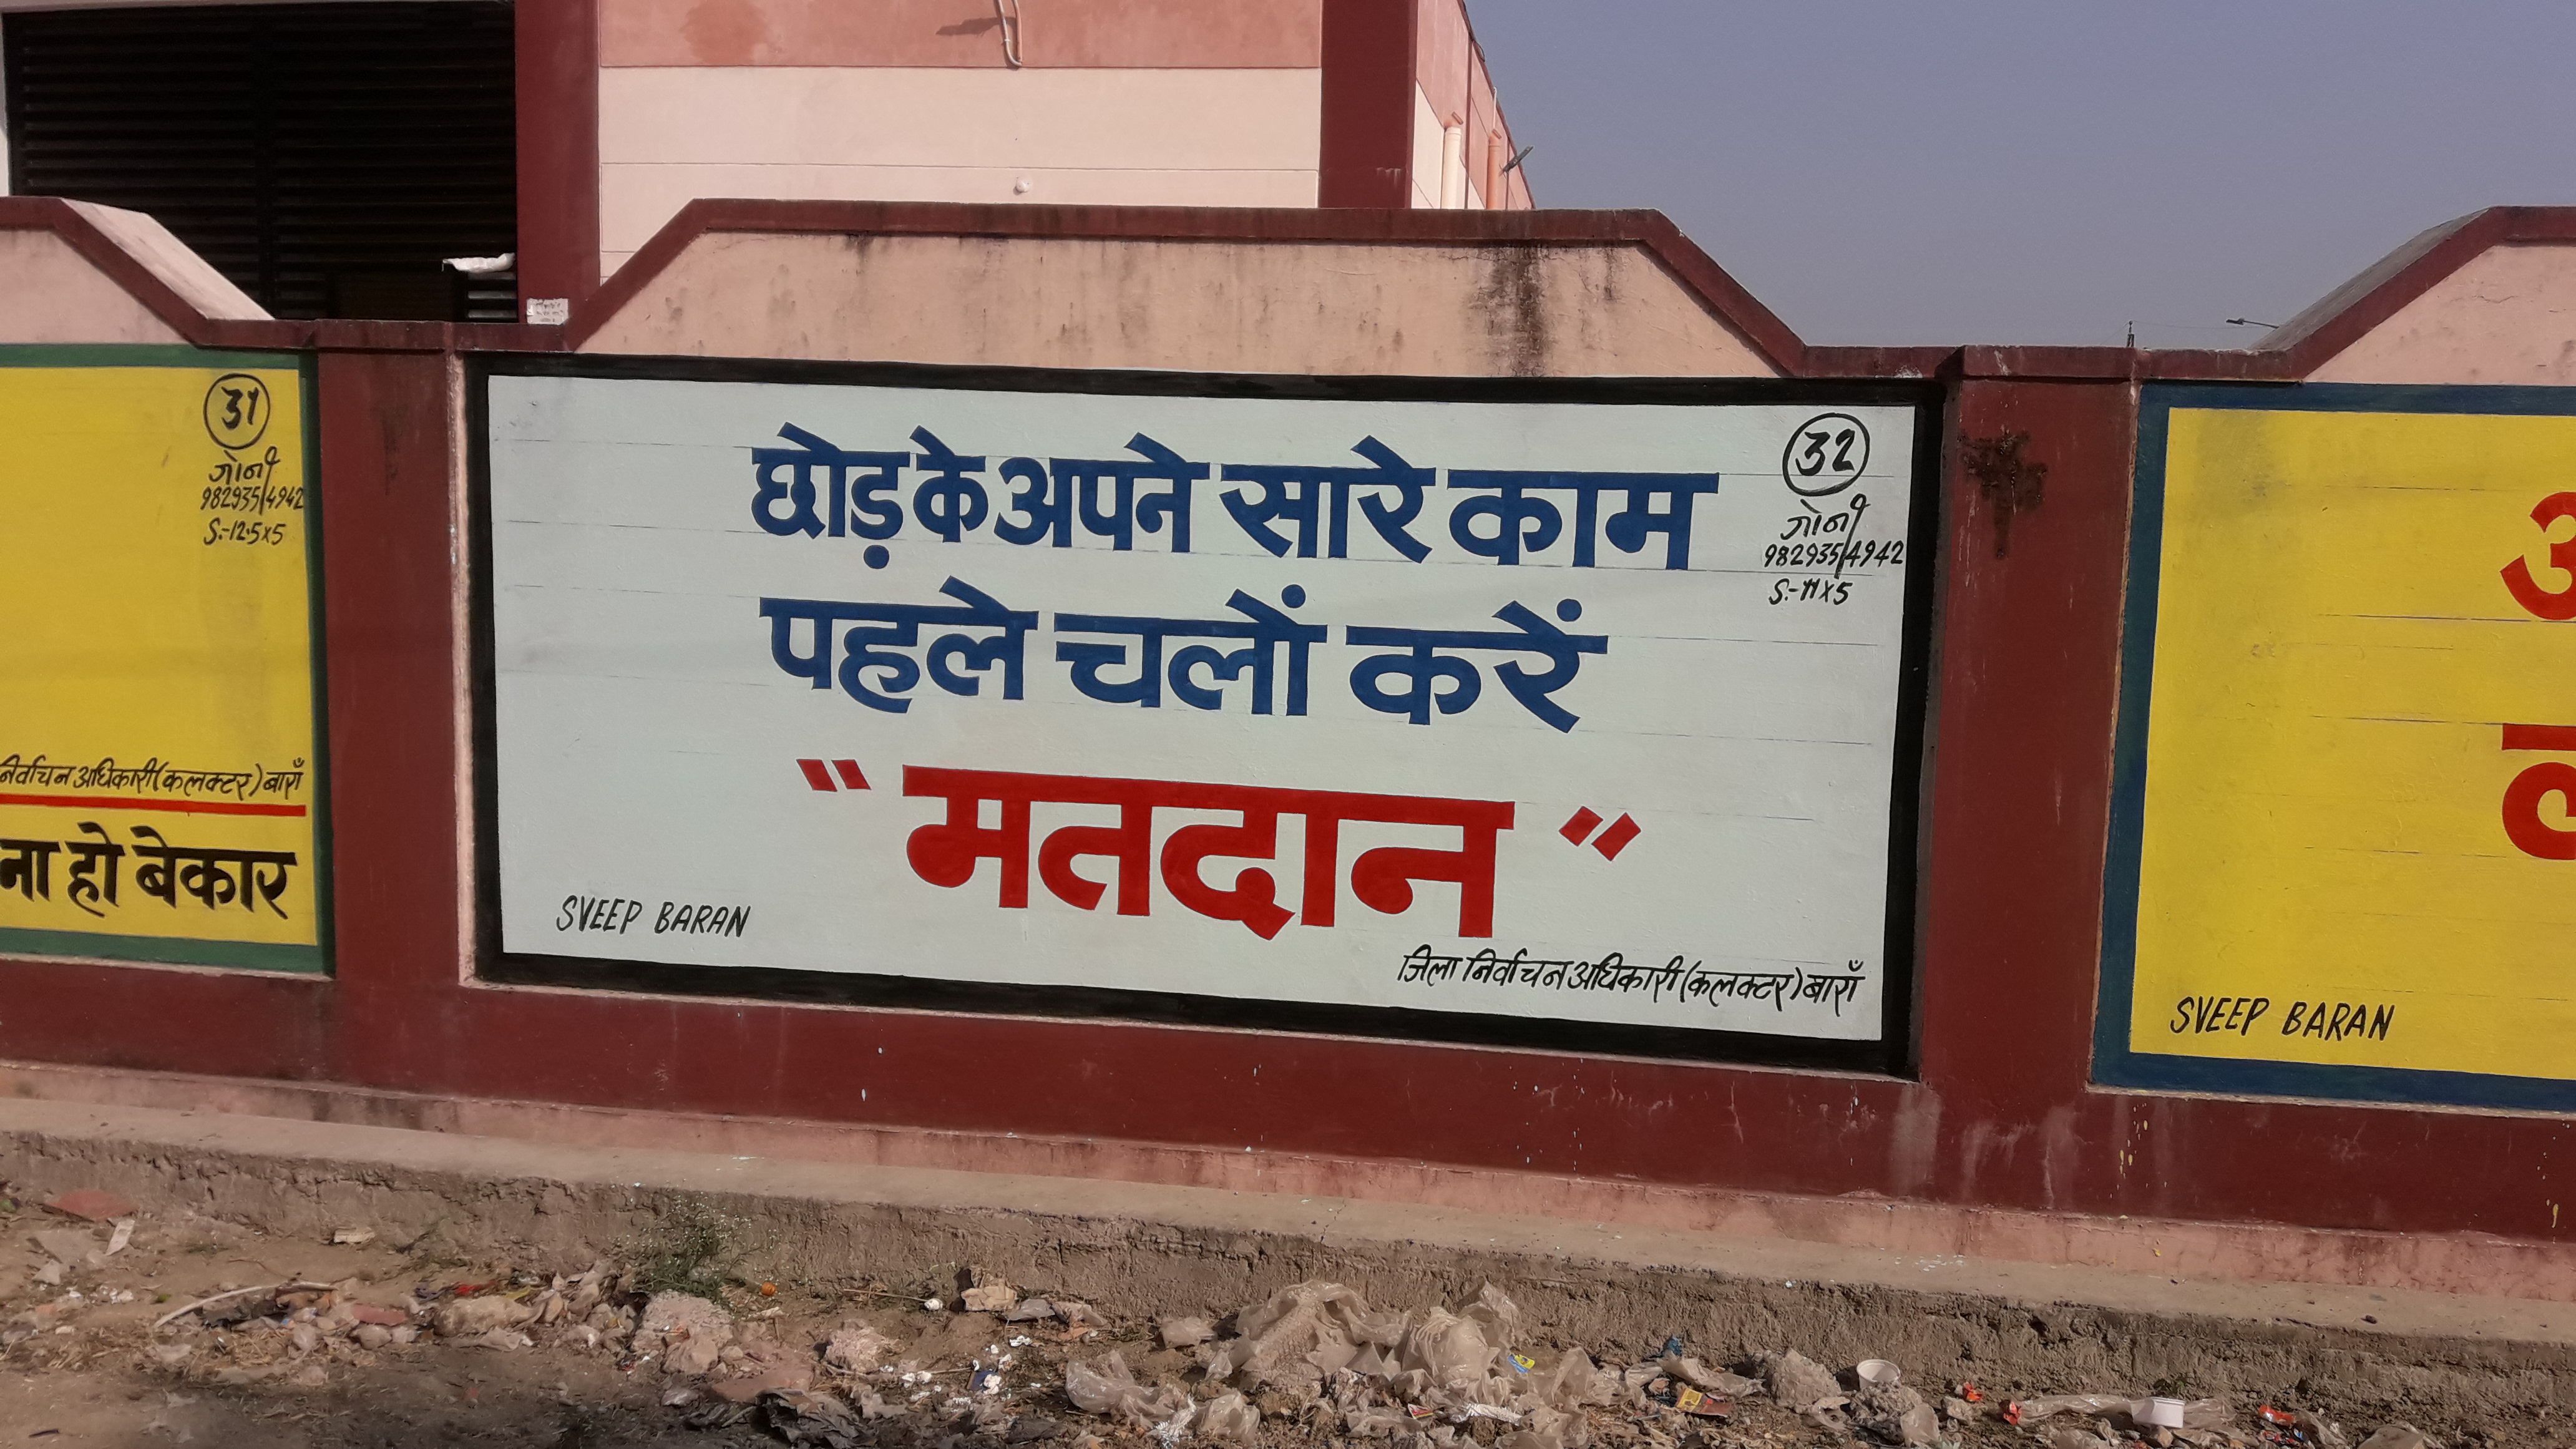 31
गोनी
9829354942
S.-12.5x5
निर्वाचन अधिकारी (कलक्टर) बाराँ
ना हो बेकार
छोड़ के अपने सारे काम
पहले चलों करें
"मतदान"
32
गोनी
9829354942
S.-11x5
SVEEP BARAN
जिला निर्वाचन अधिकारी (कलक्टर) बाराँ
SVEEP BARAN